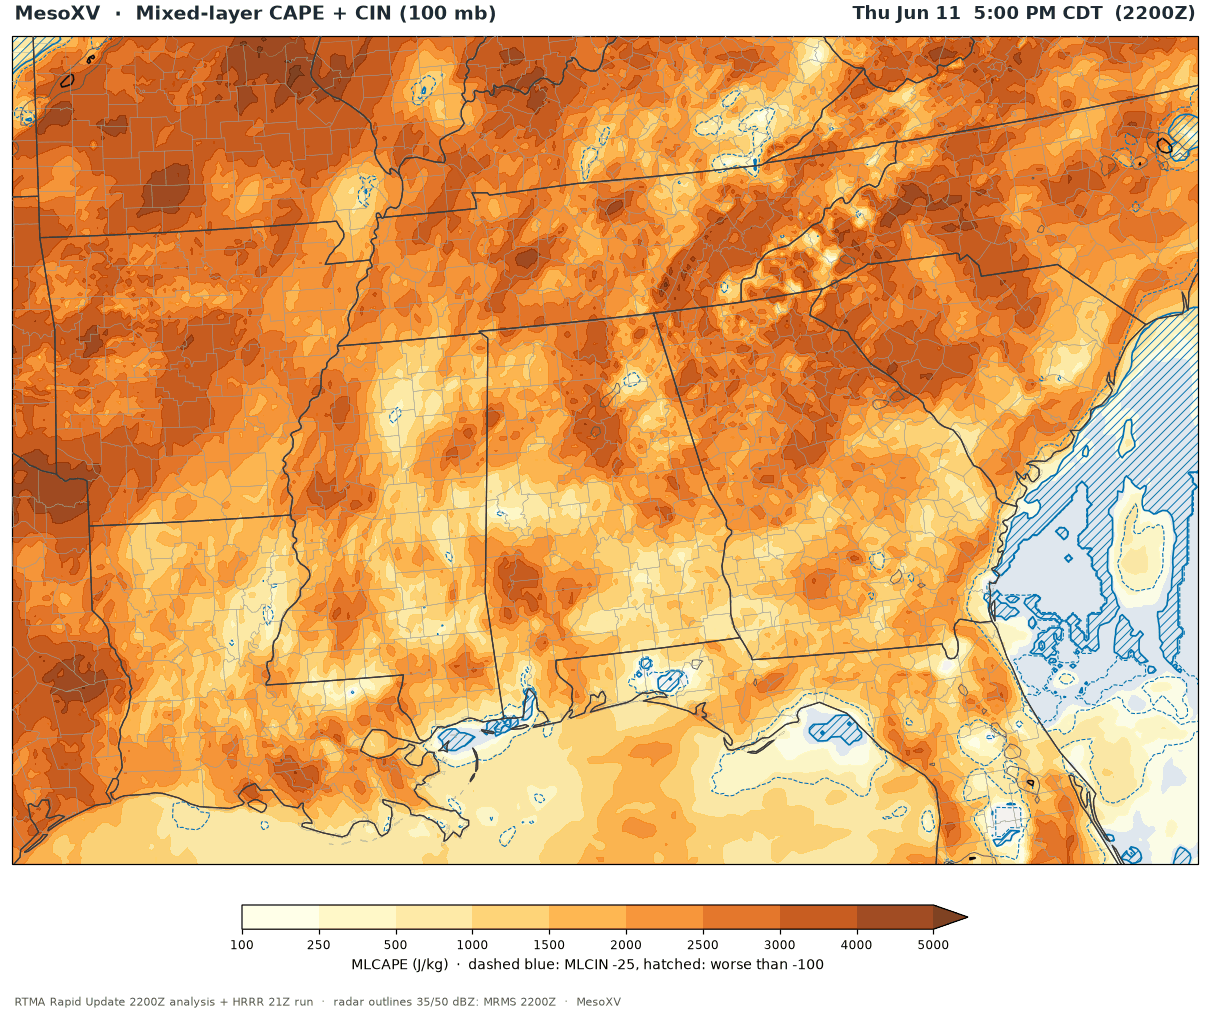 MesoXV · Mixed-layer CAPE + CIN (100 mb)
Thu Jun 11 5:00 PM CDT (2200Z)
100 250 500 1000 1500 2000 2500 3000 4000 5000
MLCAPE (J/kg) · dashed blue: MLCIN -25, hatched: worse than -100
RTMA Rapid Update 2200Z analysis + HRRR 21Z run · radar outlines 35/50 dBZ: MRMS 2200Z · MesoXV